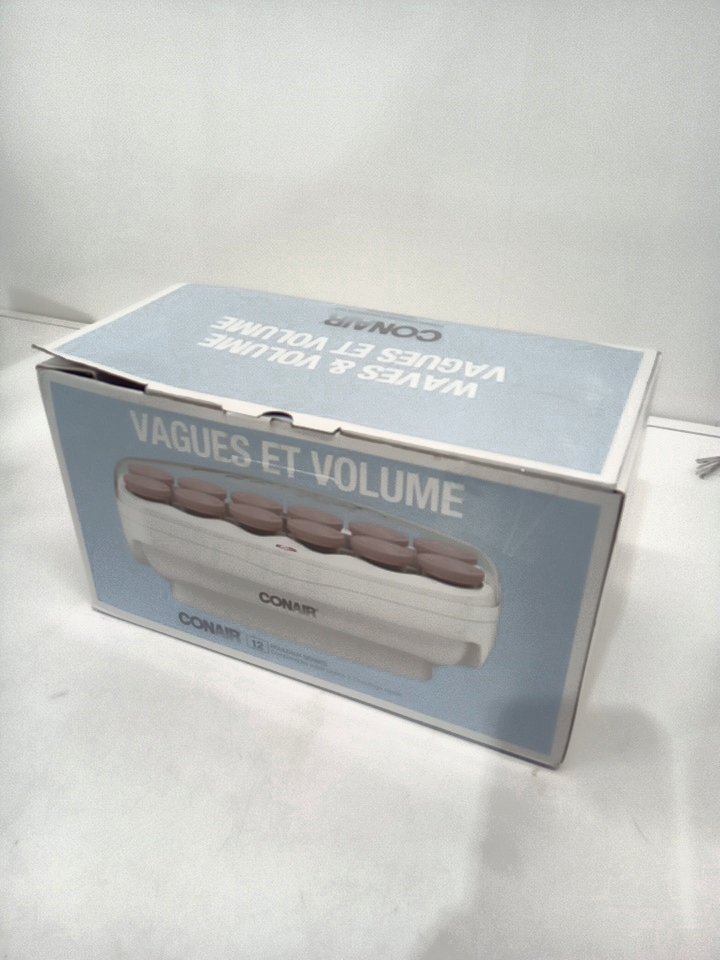 CONAIR
WAVES & VOLUME
VAGUES ET VOLUME
VAGUES ET VOLUME
CONAIR
CONAIR 12